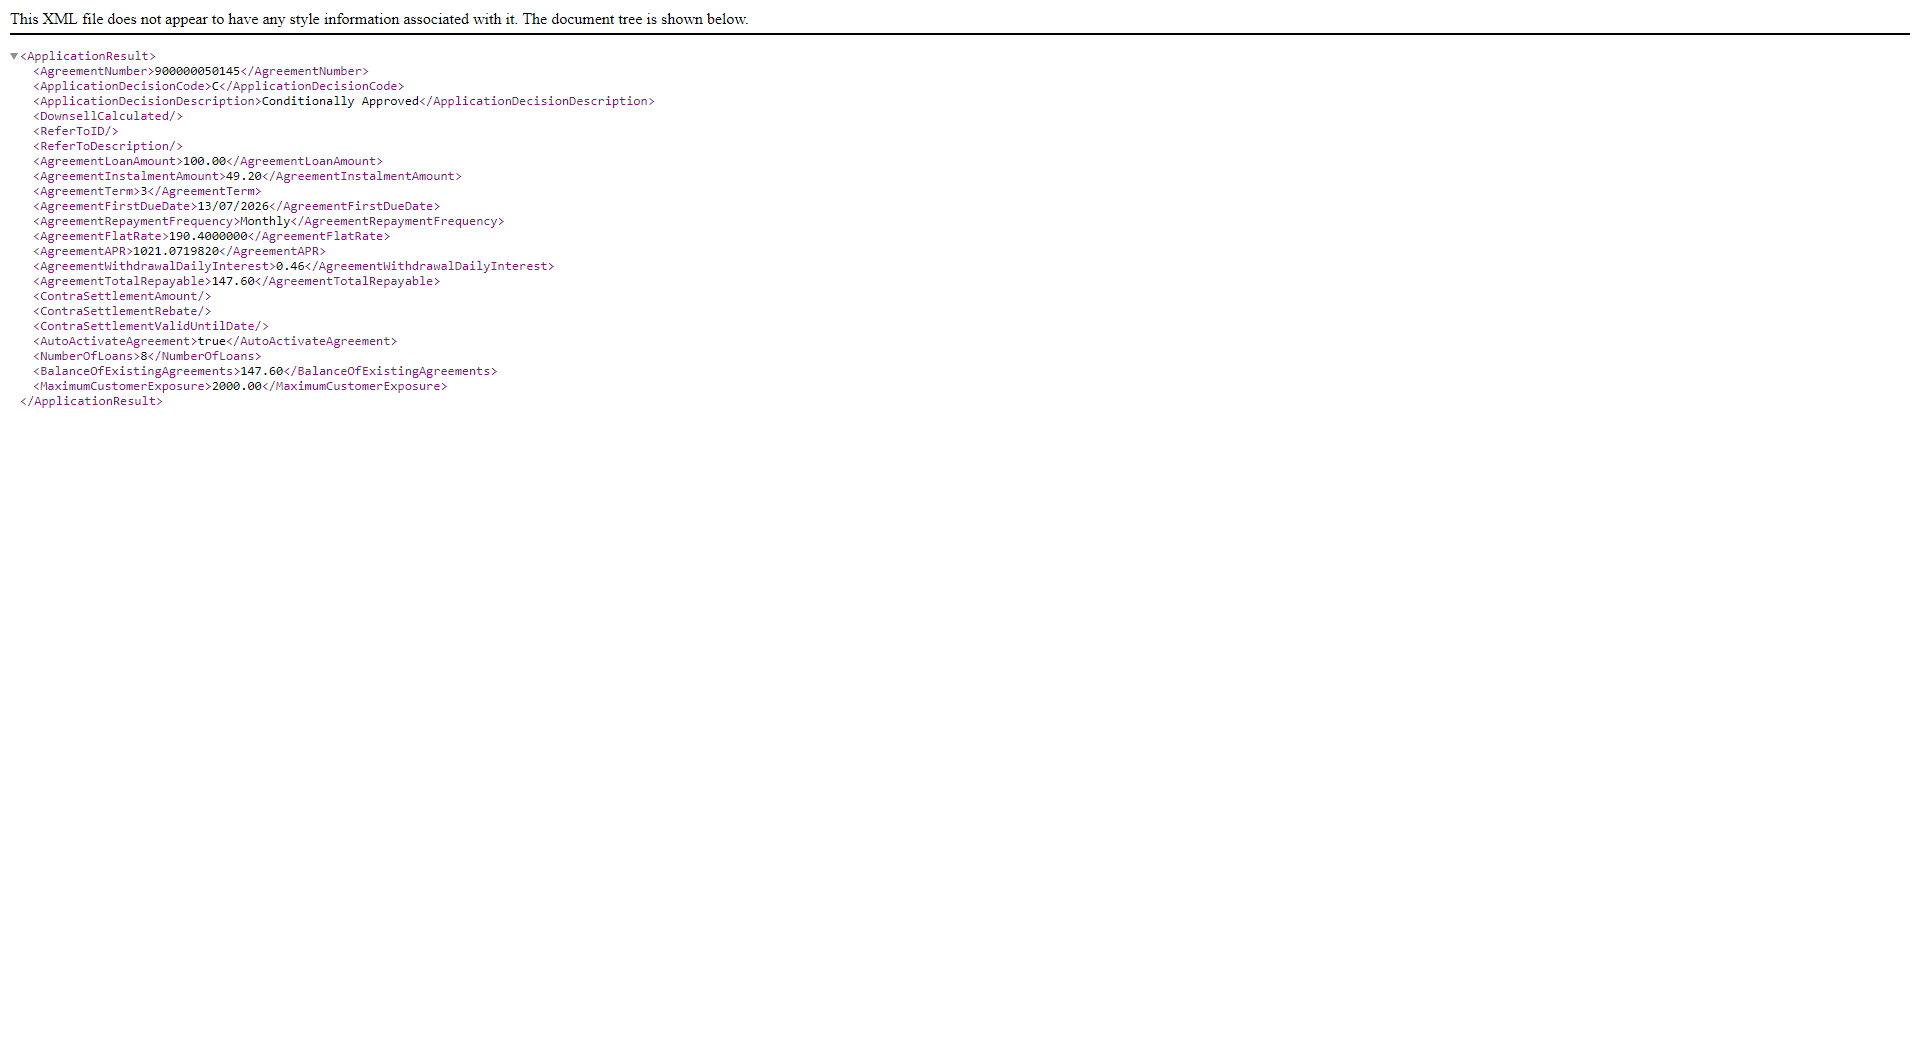 This XML file does not appear to have any style information associated with it. The document tree is shown below.
▼<ApplicationResult>
<AgreementNumber>900000050145</AgreementNumber>
<ApplicationDecisionCode>C</ApplicationDecisionCode>
<ApplicationDecisionDescription>Conditionally Approved</ApplicationDecisionDescription>
<DownsellCalculated/>
<ReferToID/>
<ReferToDescription/>
<AgreementLoanAmount>100.00</AgreementLoanAmount>
<AgreementInstalmentAmount>49.20</AgreementInstalmentAmount>
<AgreementTerm>3</AgreementTerm>
<AgreementFirstDueDate>13/07/2026</AgreementFirstDueDate>
<AgreementRepaymentFrequency>Monthly</AgreementRepaymentFrequency>
<AgreementFlatRate>190.4000000</AgreementFlatRate>
<AgreementAPR>1021.0719820</AgreementAPR>
<AgreementWithdrawalDailyInterest>0.46</AgreementWithdrawalDailyInterest>
<AgreementTotalRepayable>147.60</AgreementTotalRepayable>
<ContraSettlementAmount/>
<ContraSettlementRebate/>
<ContraSettlementValidUntilDate/>
<AutoActivateAgreement>true</AutoActivateAgreement>
<NumberOfLoans>8</NumberOfLoans>
<BalanceOfExistingAgreements>147.60</BalanceOfExistingAgreements>
<MaximumCustomerExposure>2000.00</MaximumCustomerExposure>
</ApplicationResult>